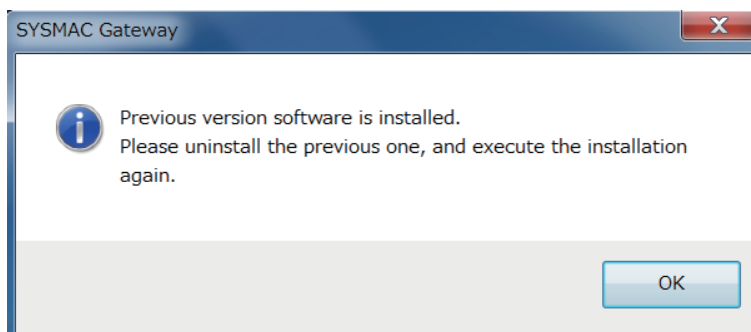 SYSMAC Gateway
X
Previous version software is installed.
Please uninstall the previous one, and execute the installation
again.
OK